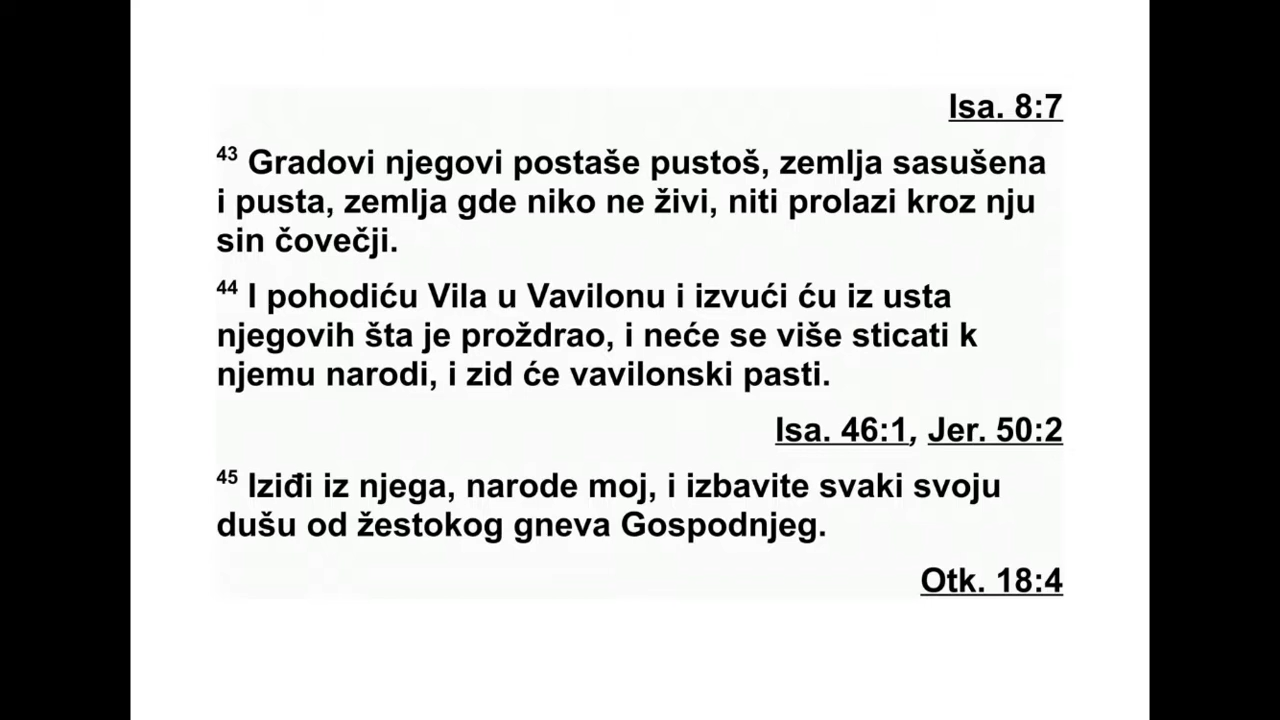 Isa. 8:7
43 Gradovi njegovi postaše pustoš, zemlja sasušena
i pusta, zemlja gde niko ne živi, niti prolazi kroz nju
sin čovečji.
44 I pohodiću Vila u Vavilonu i izvući ću iz usta
njegovih šta je proždrao, i neće se više sticati k
njemu narodi, i zid će vavilonski pasti.
Isa. 46:1, Jer. 50:2
45 Iziđi iz njega, narode moj, i izbavite svaki svoju
dušu od žestokog gneva Gospodnjeg.
Otk. 18:4